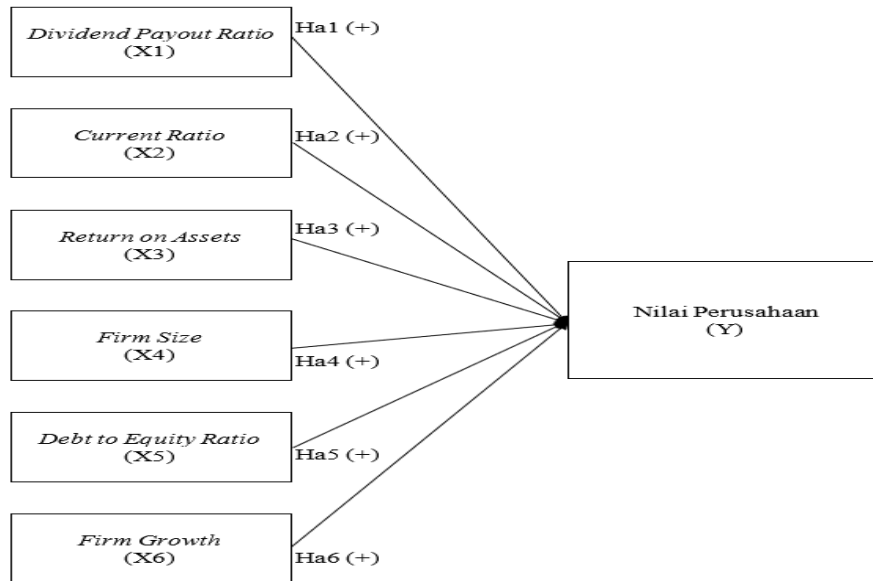 Dividend Payout Ratio
(X1)
Ha1 (+)
Current Ratio
(X2)
Ha2 (+)
Return on Assets
(X3)
Ha3 (+)
Nilai Perusahaan
(Y)
Firm Size
(X4)
Ha4 (+)
Debt to Equity Ratio
(X5)
Ha5 (+)
Firm Growth
(X6)
Ha6 (+)